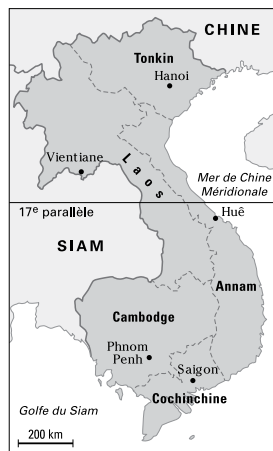 CHINE
Tonkin
Hanoi
Vientiane
Laos
Mer de Chine
Méridionale
17e parallèle
Huê
SIAM
Annam
Cambodge
Phnom
Penh
Saigon
Cochinchine
Golfe du Siam
200 km